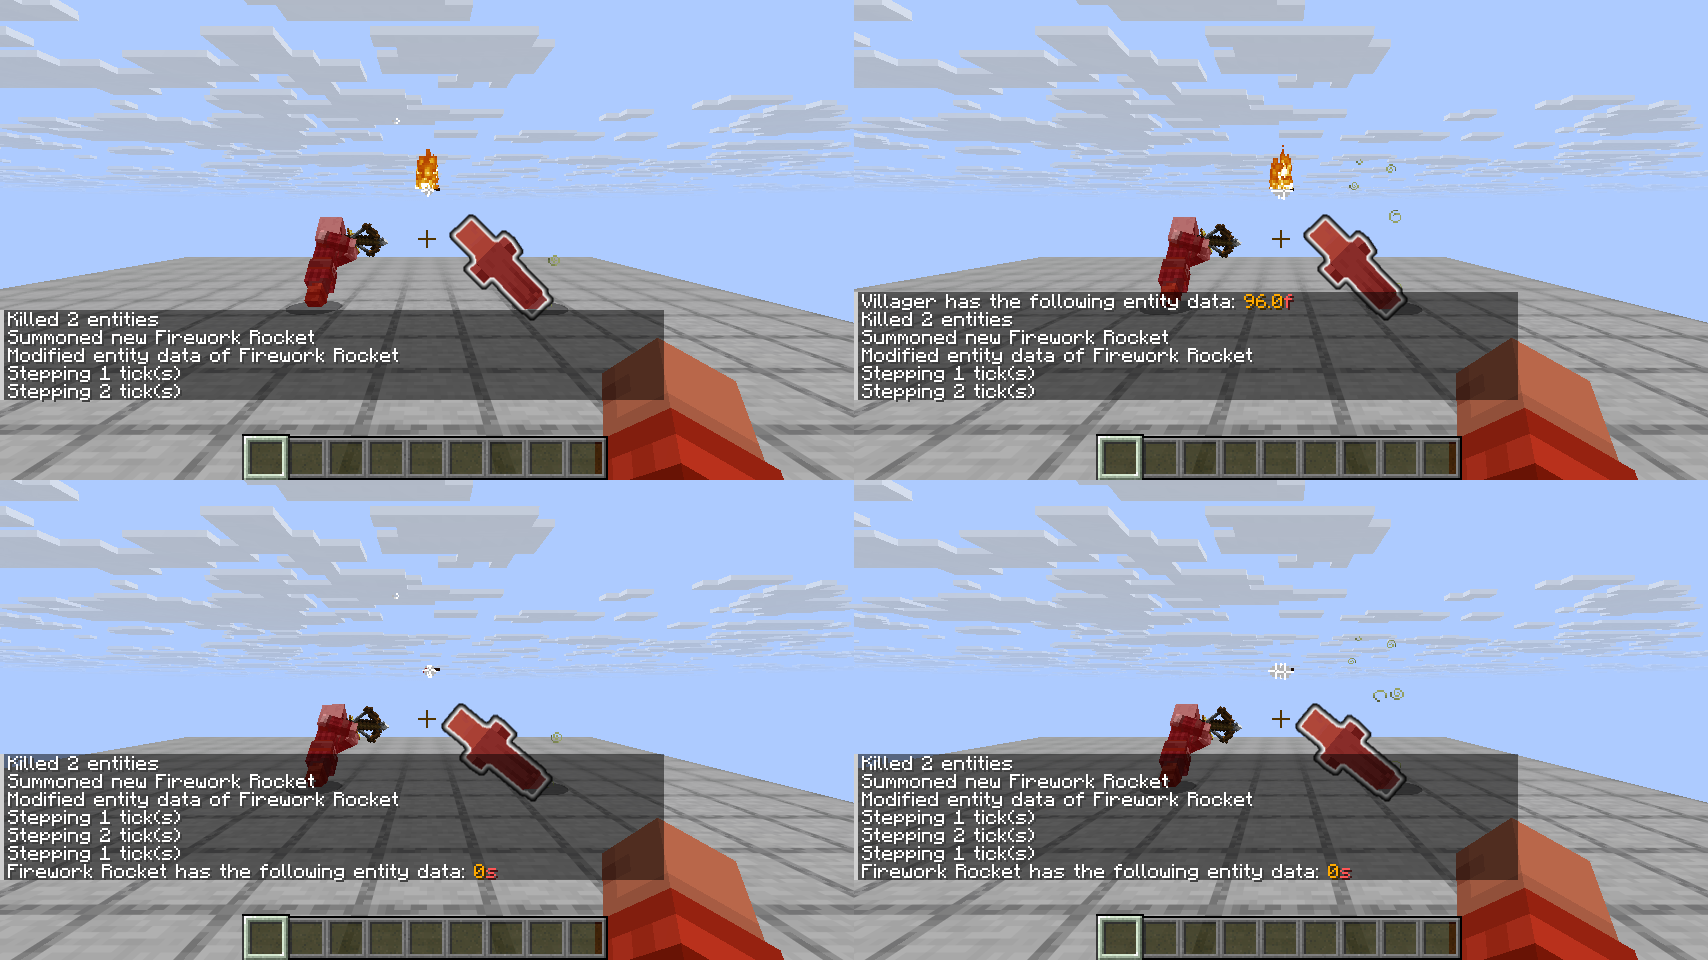 Killed 2 entities
Summoned new Firework Rocket
Modified entity data of Firework Rocket
Stepping 1 tick(s)
Stepping 2 tick(s)
Villager has the following entity data: 96.0f
Killed 2 entities
Summoned new Firework Rocket
Modified entity data of Firework Rocket
Stepping 1 tick(s)
Stepping 2 tick(s)
Killed 2 entities
Summoned new Firework Rocket
Modified entity data of Firework Rocket
Stepping 1 tick(s)
Stepping 2 tick(s)
Stepping 1 tick(s)
Firework Rocket has the following entity data: 0s
Killed 2 entities
Summoned new Firework Rocket
Modified entity data of Firework Rocket
Stepping 1 tick(s)
Stepping 2 tick(s)
Stepping 1 tick(s)
Firework Rocket has the following entity data: 0s